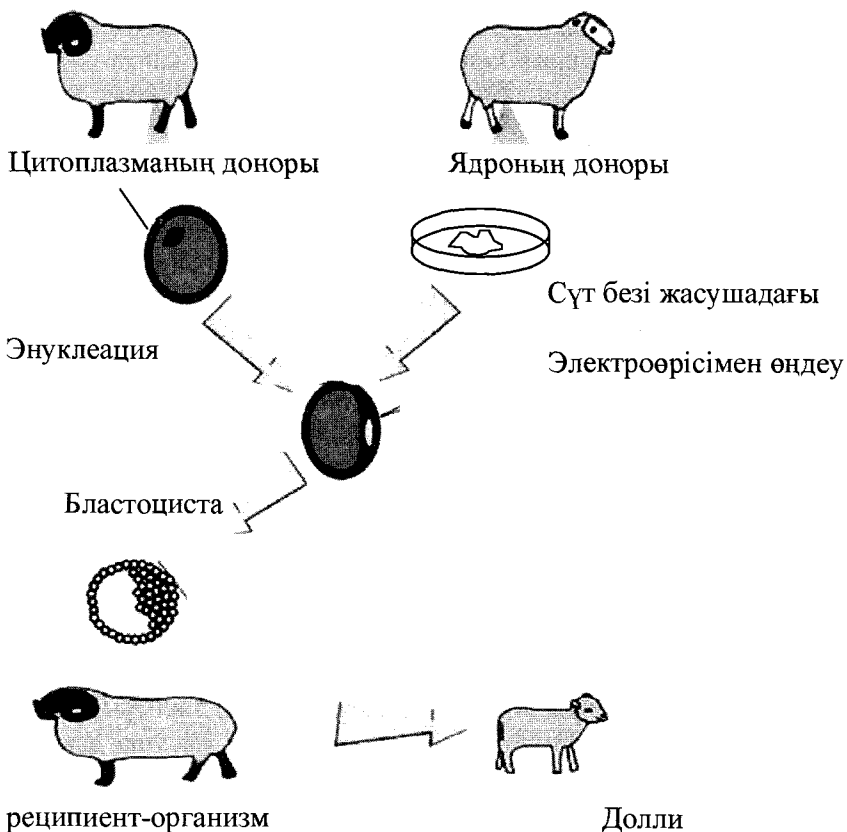 Цитоплазманың доноры
Ядроның доноры
Сүт безі жасушадағы
Энуклеация
Электроөрісімен өңдеу
Бластоциста
реципиент-организм
Долли